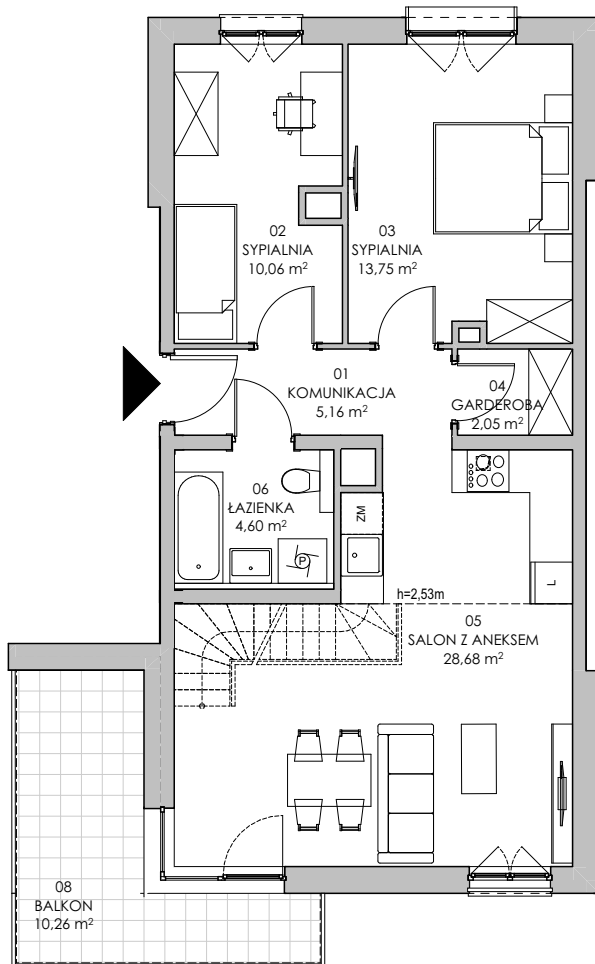 02
SYPIALNIA
10,06 m²
03
SYPIALNIA
13,75 m²
01
KOMUNIKACJA
5,16 m²
04
GARDEROBA
2,05 m²
06
ŁAZIENKA
4,60 m²
ZM
P
L
h=2,53m
05
SALON Z ANEKSEM
28,68 m²
08
BALKON
10,26 m²